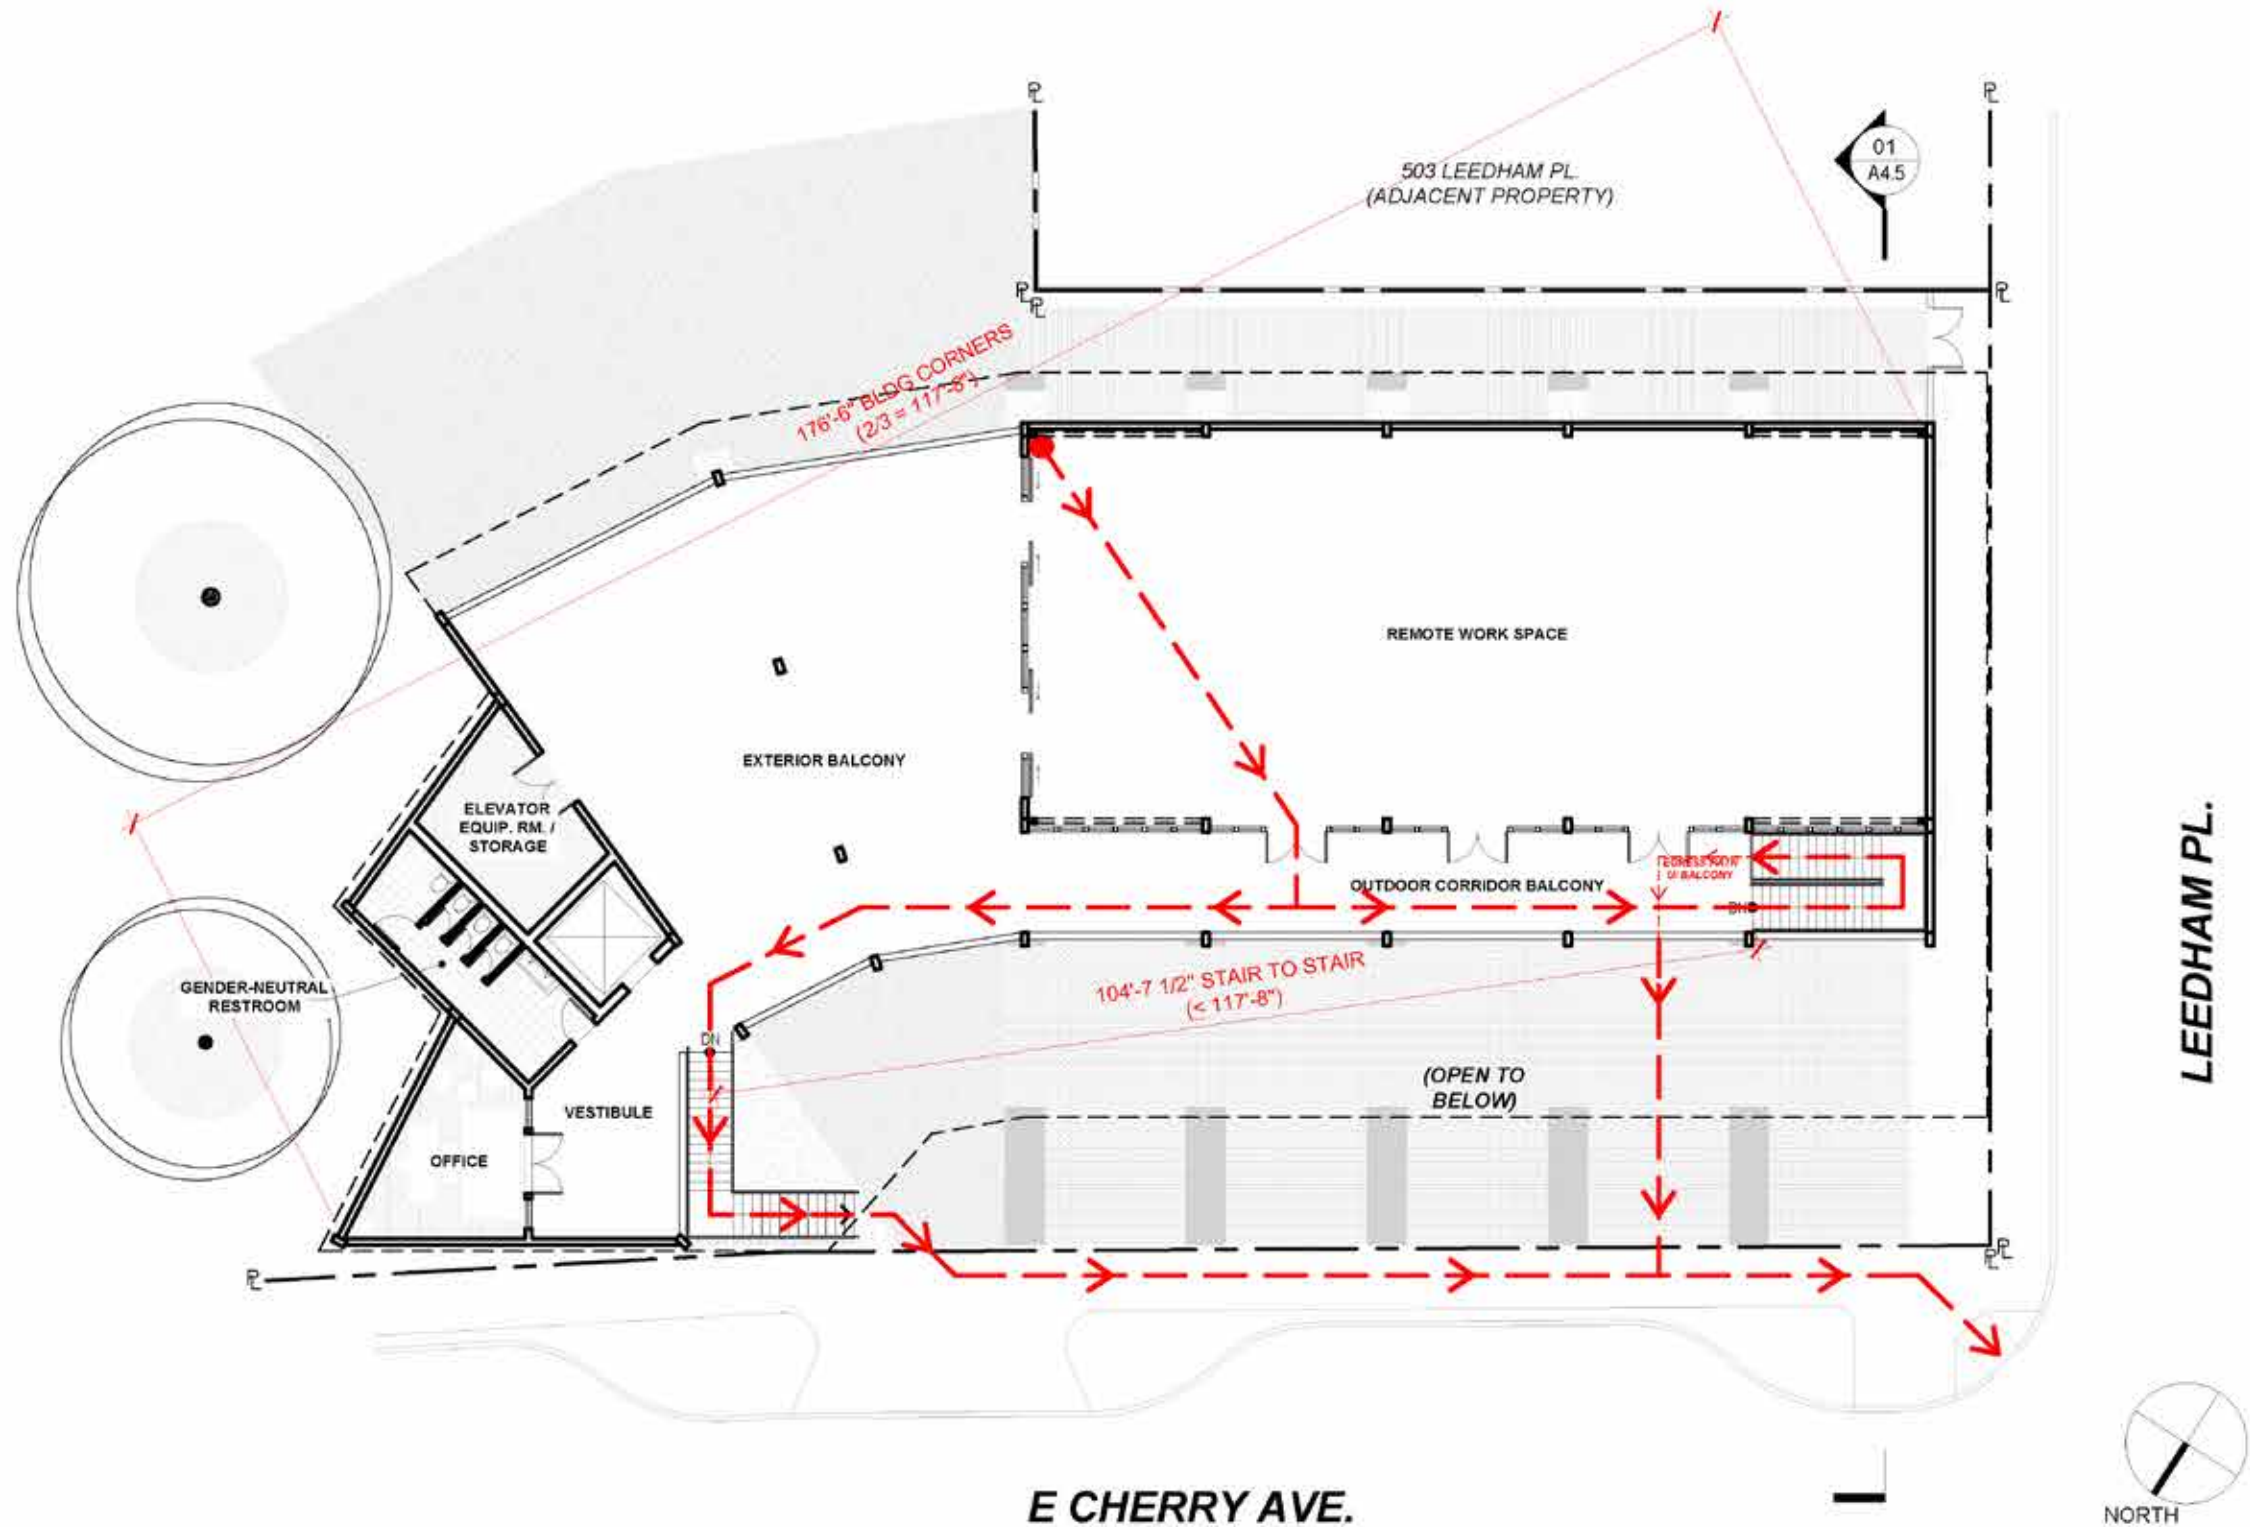 503 LEEDHAM PL.
(ADJACENT PROPERTY)
01
A4.5
176'-6" BLDG CORNERS
(2/3 = 117'-8")
REMOTE WORK SPACE
EXTERIOR BALCONY
ELEVATOR
EQUIP. RM. /
STORAGE
OUTDOOR CORRIDOR BALCONY
BALCONY
DN
104'-7 1/2" STAIR TO STAIR
(< 117'-8")
GENDER-NEUTRAL
RESTROOM
DN
(OPEN TO
BELOW)
VESTIBULE
OFFICE
LEEDHAM PL.
E CHERRY AVE.
NORTH